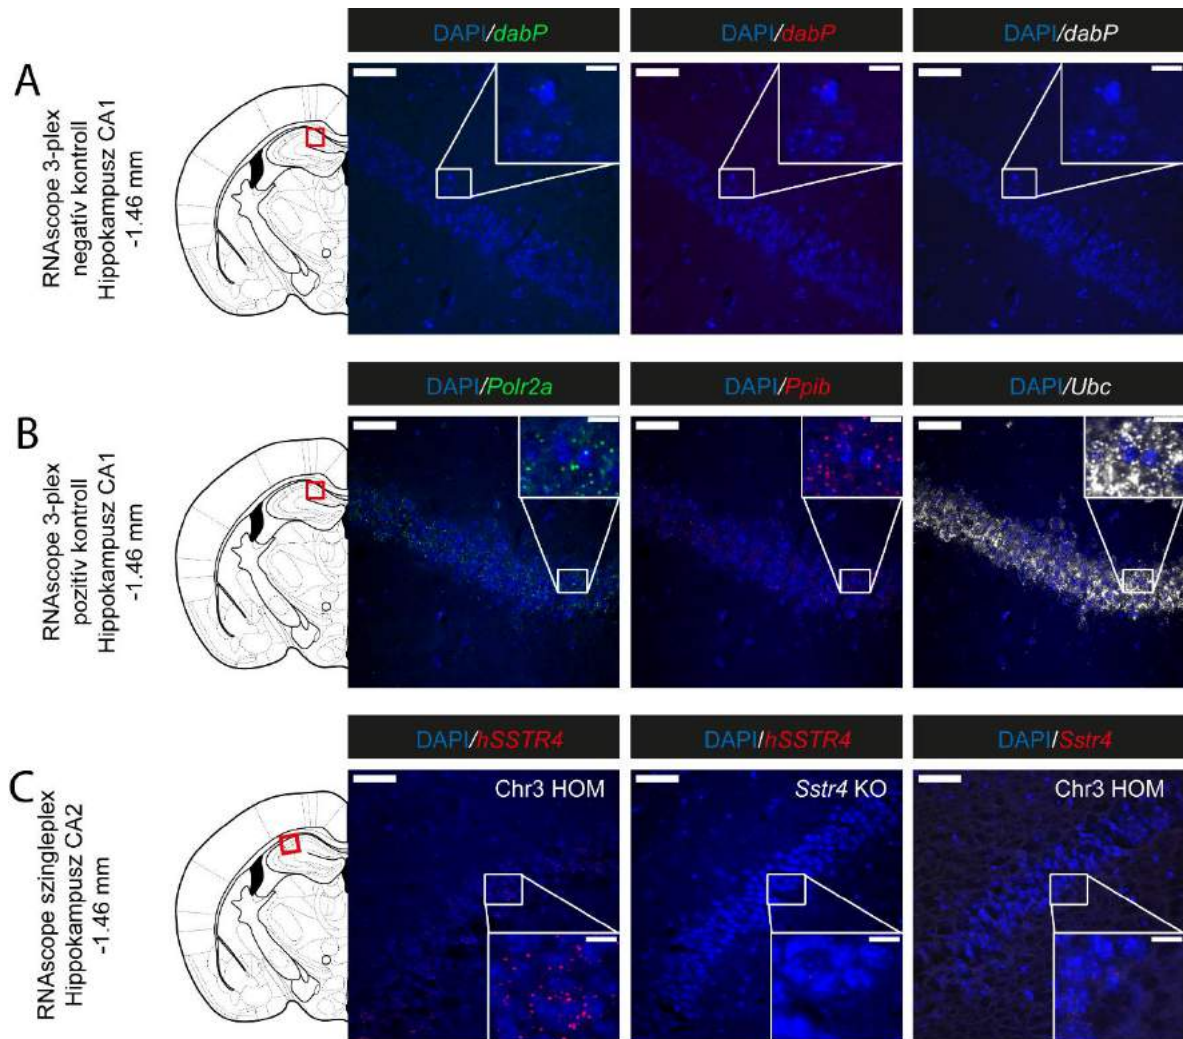 DAPI/dabP
DAPI/dabP
DAPI/dabP
A
RNAscope 3-plex
negatív kontroll
Hippokampusz CA1
-1.46 mm
DAPI/Polr2a
DAPI/Ppib
DAPI/Ubc
B
RNAscope 3-plex
pozitív kontroll
Hippokampusz CA1
-1.46 mm
DAPI/hSSTR4
DAPI/hSSTR4
DAPI/Sstr4
C
RNAscope szingleplex
Hippokampusz CA2
-1.46 mm
Chr3 HOM
Sstr4 KO
Chr3 HOM